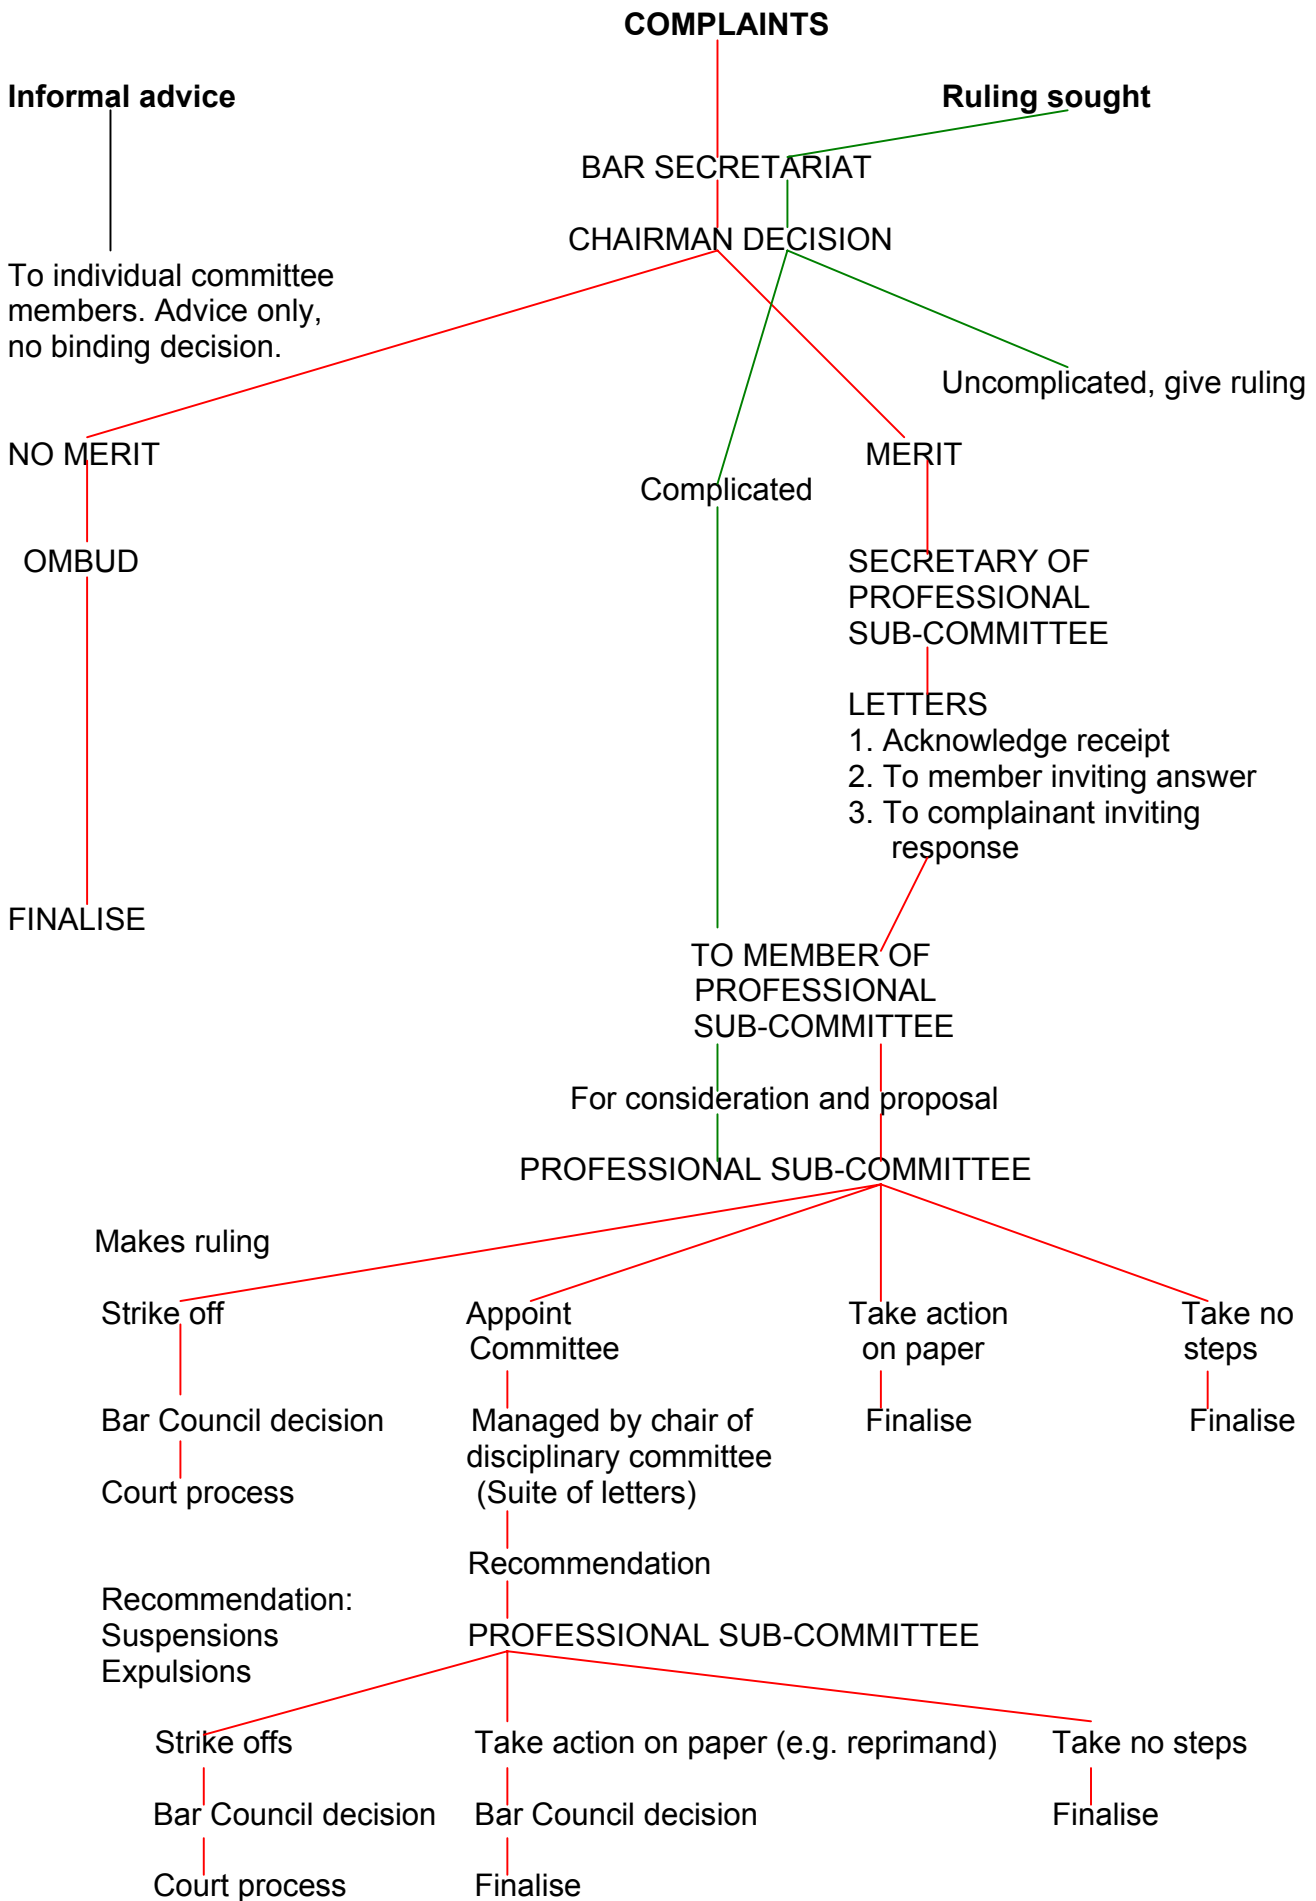 COMPLAINTS
Informal advice
Ruling sought
BAR SECRETARIAT
CHAIRMAN DECISION
To individual committee
members. Advice only,
no binding decision.
Uncomplicated, give ruling
NO MERIT
MERIT
Complicated
OMBUD
SECRETARY OF
PROFESSIONAL
SUB-COMMITTEE
LETTERS
1. Acknowledge receipt
2. To member inviting answer
3. To complainant inviting
response
FINALISE
TO MEMBER OF
PROFESSIONAL
SUB-COMMITTEE
For consideration and proposal
PROFESSIONAL SUB-COMMITTEE
Makes ruling
Strike off
Appoint
Committee
Take action
on paper
Take no
steps
Bar Council decision
Managed by chair of
disciplinary committee
(Suite of letters)
Finalise
Finalise
Court process
Recommendation
Recommendation:
Suspensions
Expulsions
PROFESSIONAL SUB-COMMITTEE
Strike offs
Take action on paper (e.g. reprimand)
Take no steps
Bar Council decision
Bar Council decision
Finalise
Court process
Finalise